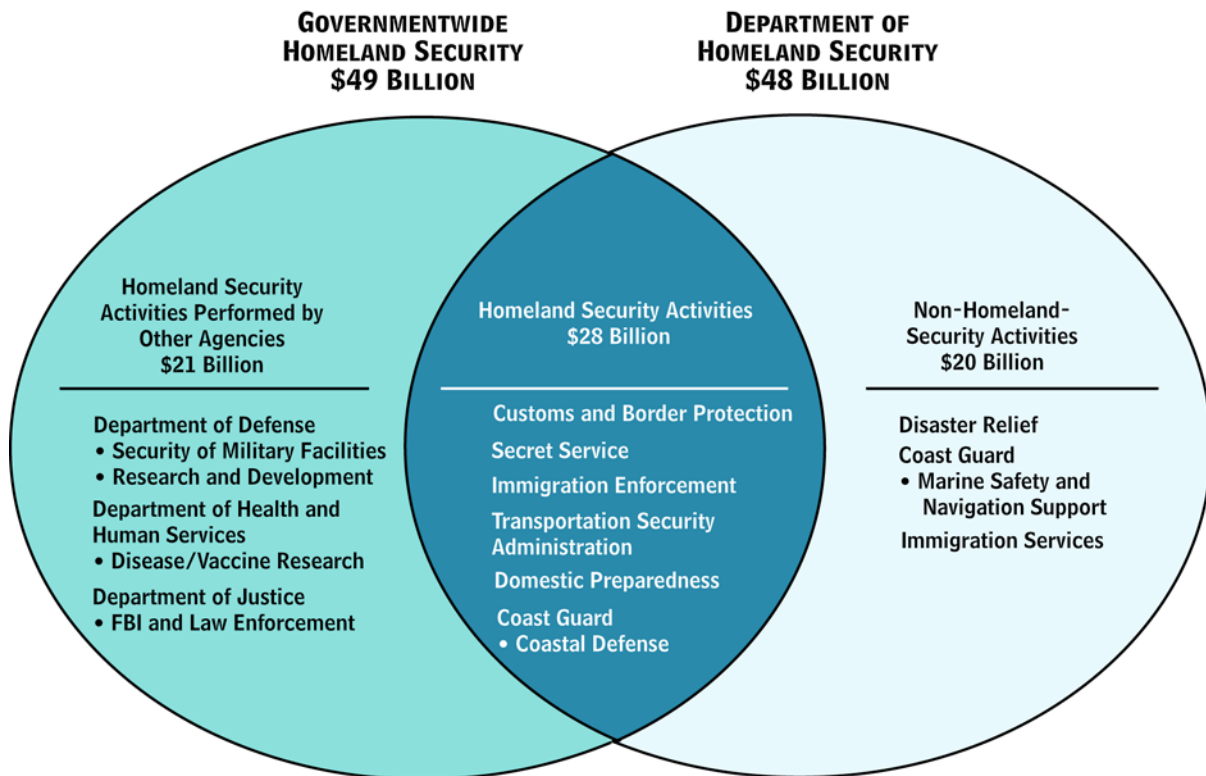 GOVERNMENTWIDE
HOMELAND SECURITY
$49 BILLION
DEPARTMENT OF
HOMELAND SECURITY
$48 BILLION
Homeland Security
Activities Performed by
Other Agencies
$21 Billion
Department of Defense
• Security of Military Facilities
• Research and Development
Department of Health and
Human Services
• Disease/Vaccine Research
Department of Justice
• FBI and Law Enforcement
Homeland Security Activities
$28 Billion
Customs and Border Protection
Secret Service
Immigration Enforcement
Transportation Security
Administration
Domestic Preparedness
Coast Guard
• Coastal Defense
Non-Homeland-
Security Activities
$20 Billion
Disaster Relief
Coast Guard
• Marine Safety and
Navigation Support
Immigration Services